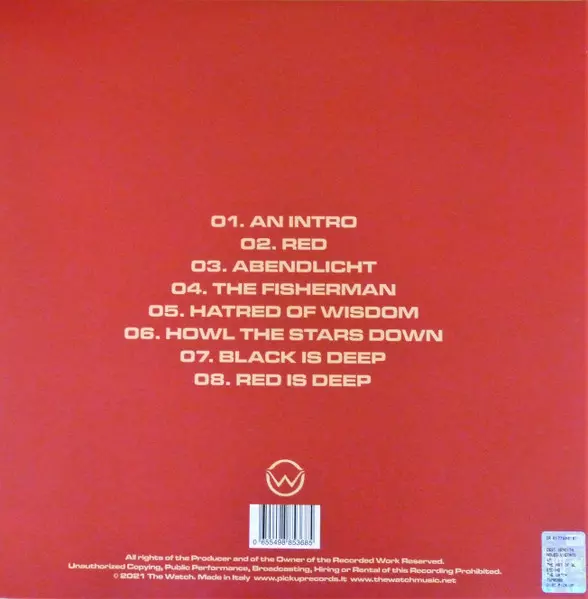 01. AN INTRO
02. RED
03. ABENDLICHT
04. THE FISHERMAN
05. HATRED OF WISDOM
06. HOWL THE STARS DOWN
07. BLACK IS DEEP
08. RED IS DEEP
W
0 655498 853685
All rights of the Producer and of the Owner of the Recorded Work Reserved.
Unauthorized Copying, Public Performance, Broadcasting, Hiring or Rental of this Recording Prohibited.
© 2021 The Watch. Made in Italy www.pickuprecords.it www.thewatchmusic.net